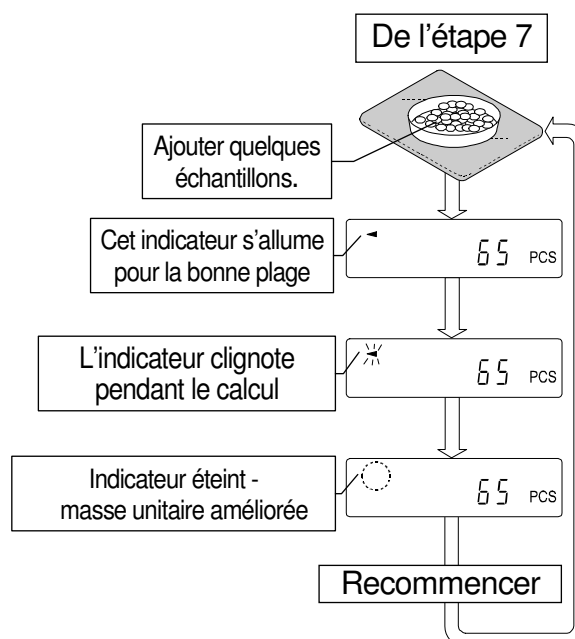 De l'étape 7
Ajouter quelques
échantillons.
Cet indicateur s'allume
pour la bonne plage
65 PCS
L'indicateur clignote
pendant le calcul
65 PCS
Indicateur éteint -
masse unitaire améliorée
65 PCS
Recommencer